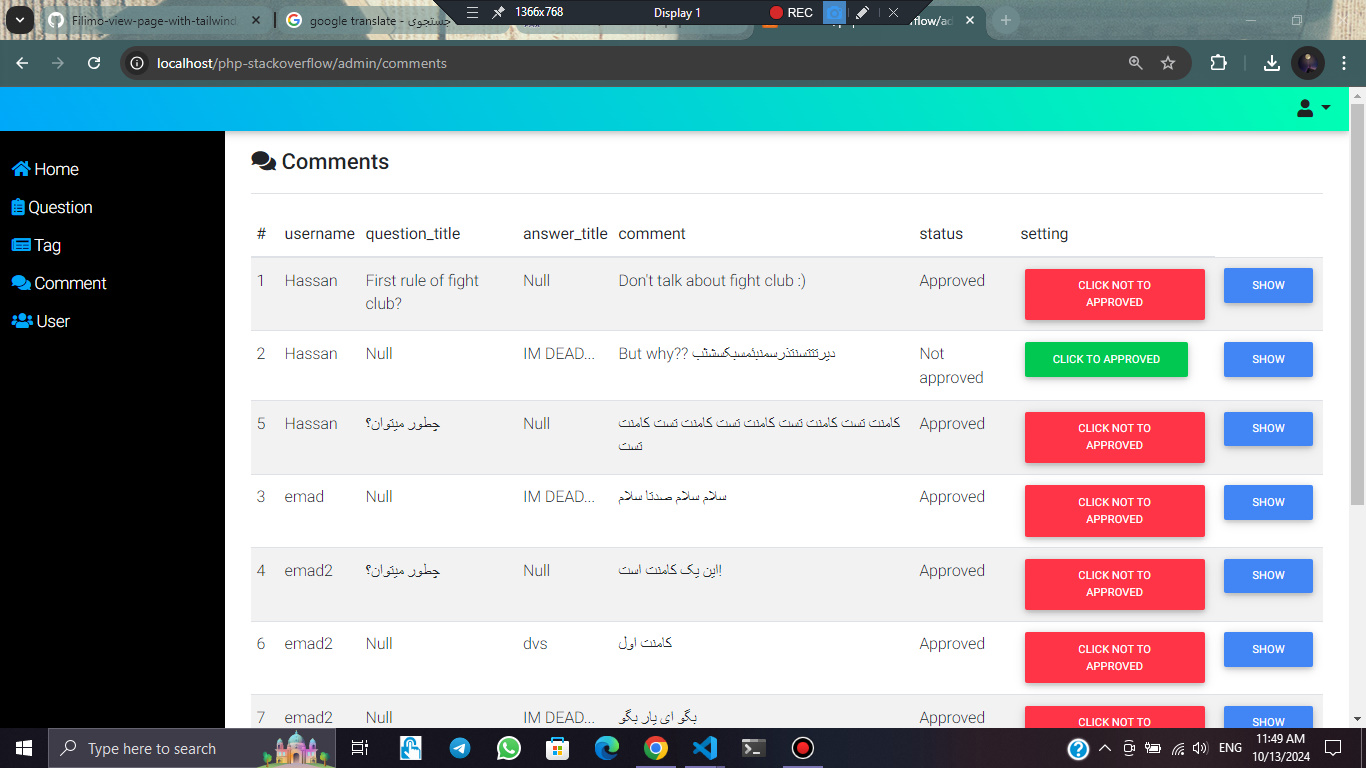 Filimo-view-page-with-tailwind
google translate - جستجوی
1366x768
Display 1
REC
flow/ad
localhost/php-stackoverflow/admin/comments
Home
Question
Tag
Comment
User
Comments
# username question_title answer_title comment status setting
1 Hassan First rule of fight Null Don't talk about fight club :) Approved CLICK NOT TO SHOW
club? APPROVED
2 Hassan Null IM DEAD... But why?? Not CLICK TO APPROVED SHOW
approved
5 Hassan چطور میتوان؟ Null کامنت تست کامنت تست کامنت تست کامنت تست کامنت Approved CLICK NOT TO SHOW
تست APPROVED
3 emad Null IM DEAD... سلام سلام صدتا سلام Approved CLICK NOT TO SHOW
APPROVED
4 emad2 چطور میتوان؟ Null این یک کامنت است! Approved CLICK NOT TO SHOW
APPROVED
6 emad2 Null dvs کامنت اول Approved CLICK NOT TO SHOW
APPROVED
7 emad2 Null IM DEAD... بگو ای یار بگو Approved CLICK NOT TO SHOW
Type here to search
ENG
11:49 AM
10/13/2024